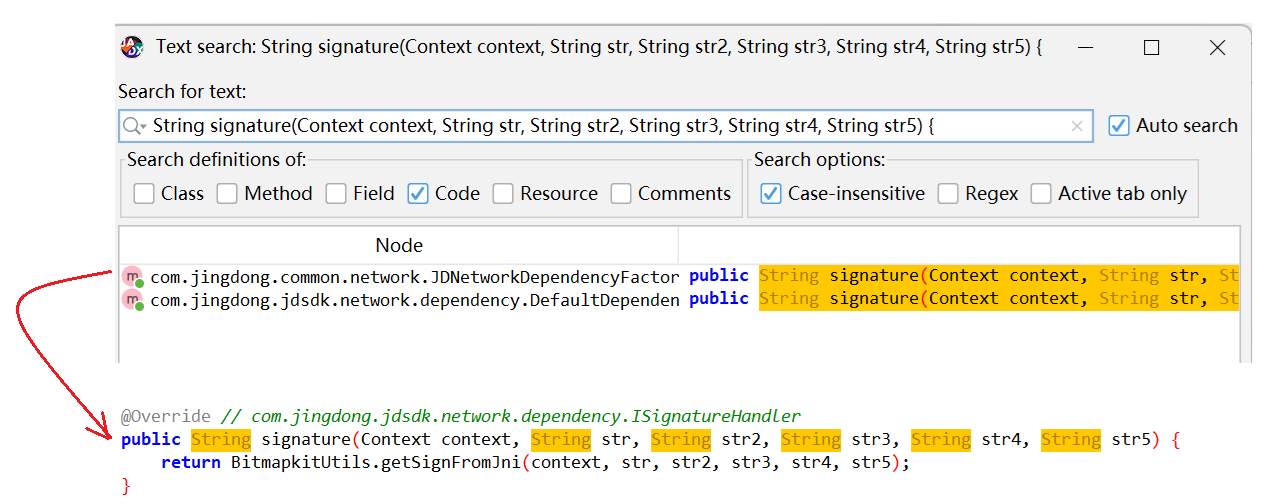 Text search: String signature(Context context, String str, String str2, String str3, String str4, String str5) {
Search for text:
String signature(Context context, String str, String str2, String str3, String str4, String str5) {
Auto search
Search definitions of:
Search options:
Class
Method
Field
Code
Resource
Comments
Case-insensitive
Regex
Active tab only
Node
com.jingdong.common.network.JDNetworkDependencyFactor public String signature(Context context, String str, St
com.jingdong.jdsdk.network.dependency.DefaultDependen public String signature(Context context, String str, St
@Override // com.jingdong.jdsdk.network.dependency.ISignatureHandler
public String signature(Context context, String str, String str2, String str3, String str4, String str5) {
return BitmapkitUtils.getSignFromJni(context, str, str2, str3, str4, str5);
}